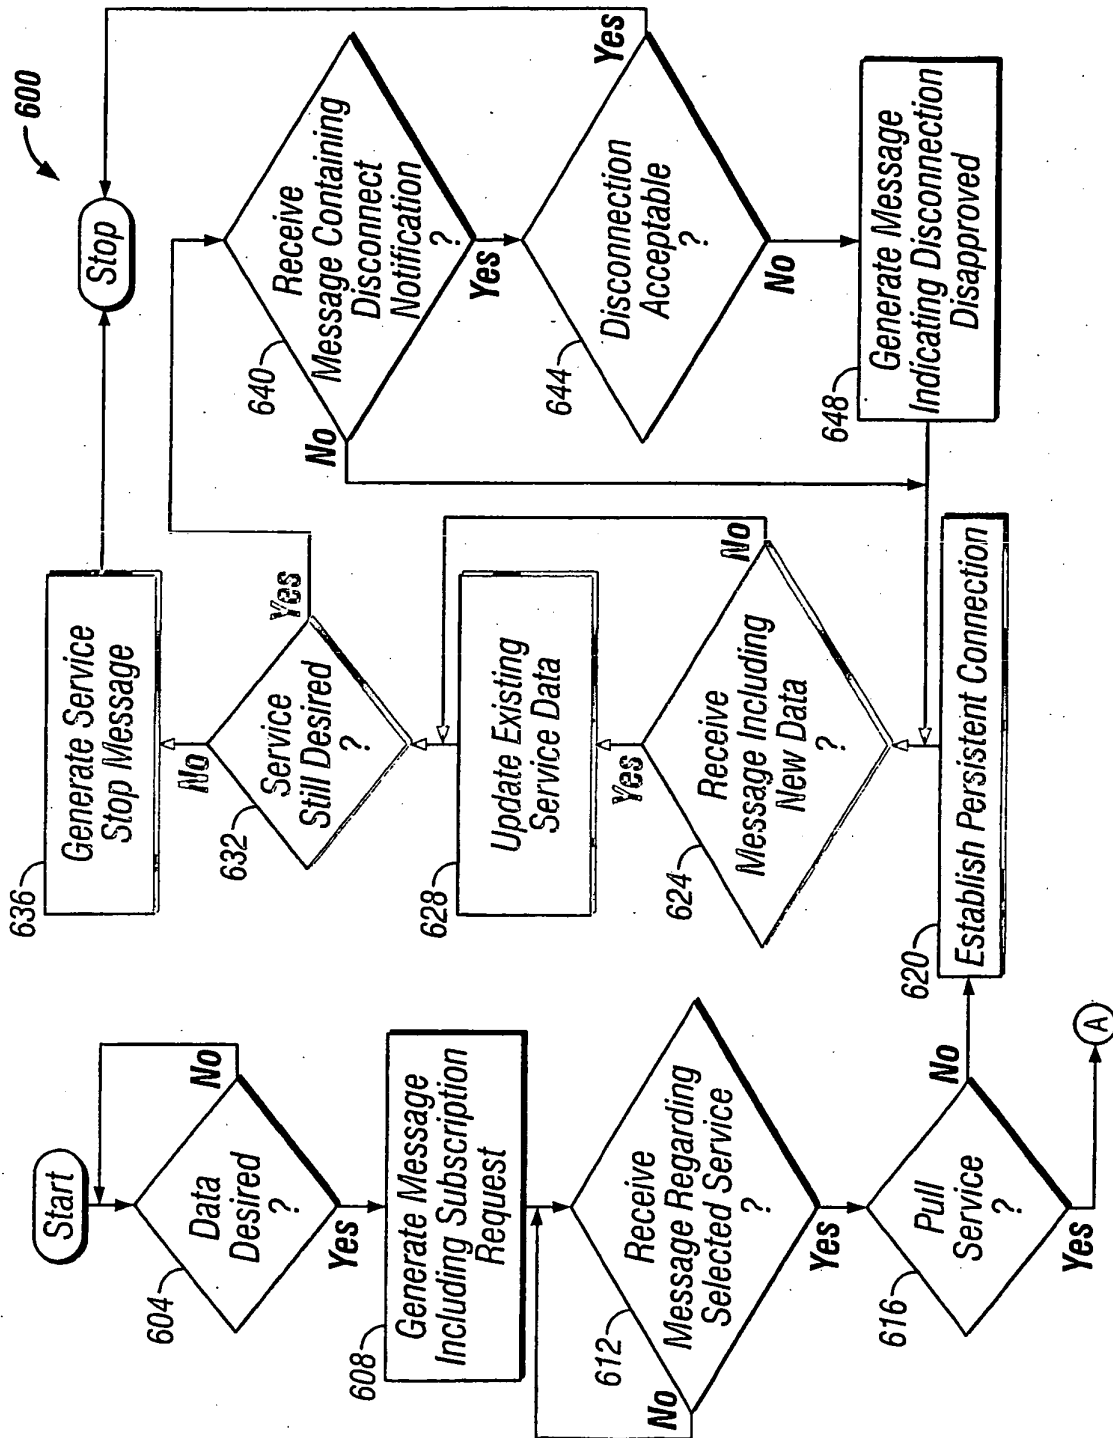 600
Start
604
Data
Desired
?
No
Yes
608
Generate Message
Including Subscription
Request
612
Receive
Message Regarding
Selected Service
?
No
Yes
616
Pull
Service
?
No
Yes
A
620
Establish Persistent Connection
624
Receive
Message Including
New Data
?
No
Yes
628
Update Existing
Service Data
632
Service
Still Desired
?
No
Yes
636
Generate Service
Stop Message
Stop
640
Receive
Message Containing
Disconnect
Notification
?
No
Yes
644
Disconnection
Acceptable
?
Yes
No
648
Generate Message
Indicating Disconnection
Disapproved